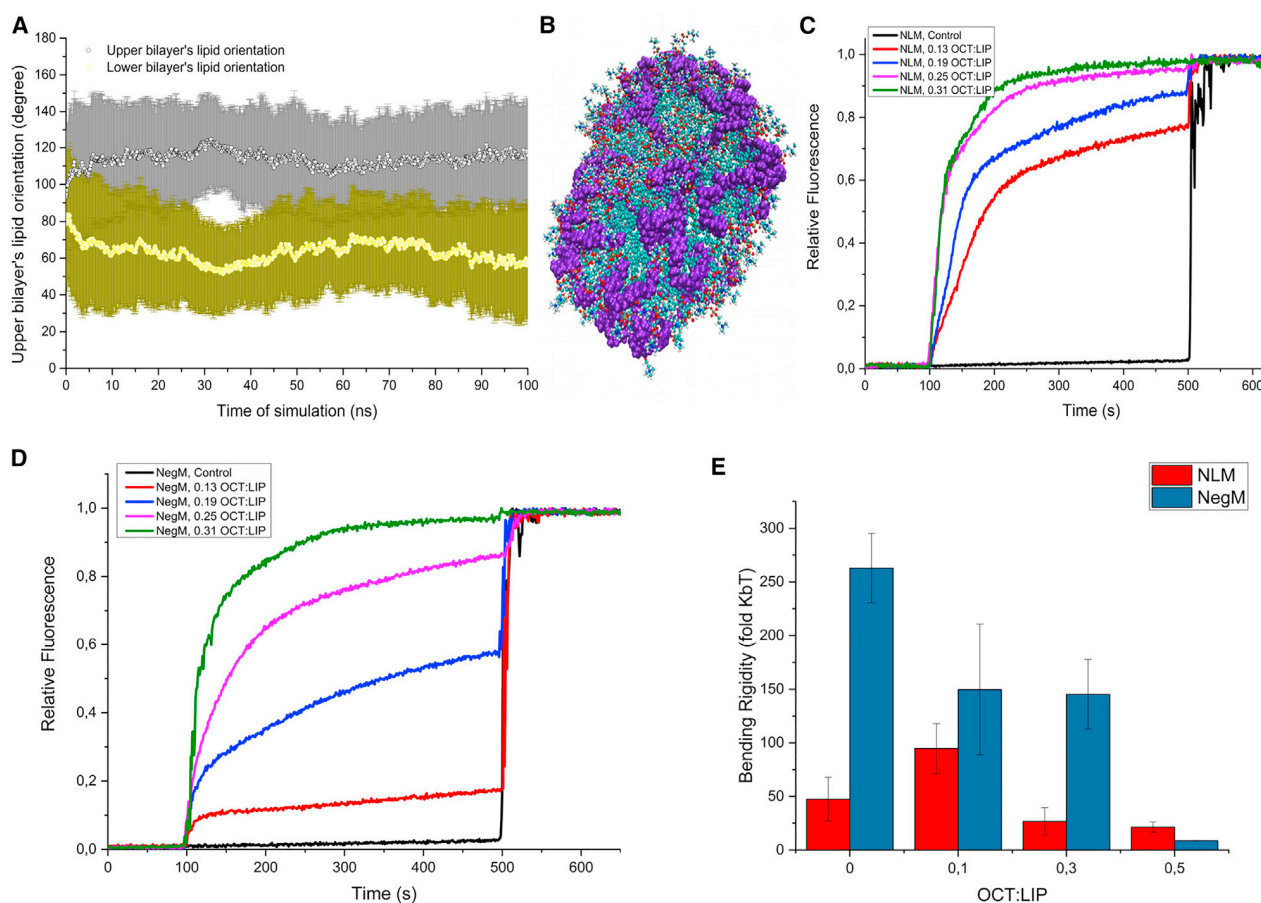 A
Upper bilayer's lipid orientation (degree)
180
160
140
120
100
80
60
40
20
0
Upper bilayer's lipid orientation
Lower bilayer's lipid orientation
0 10 20 30 40 50 60 70 80 90 100
Time of simulation (ns)
B
C
Relative Fluorescence
1,0
0,8
0,6
0,4
0,2
0,0
NLM, Control
NLM, 0.13 OCT:LIP
NLM, 0.19 OCT:LIP
NLM, 0.25 OCT:LIP
NLM, 0.31 OCT:LIP
0 100 200 300 400 500 600
Time (s)
D
Relative Fluorescence
1,0
0,8
0,6
0,4
0,2
0,0
NegM, Control
NegM, 0.13 OCT:LIP
NegM, 0.19 OCT:LIP
NegM, 0.25 OCT:LIP
NegM, 0.31 OCT:LIP
0 100 200 300 400 500 600
Time (s)
E
NLM
NegM
Bending Rigidity (fold KbT)
300
250
200
150
100
50
0
0 0,1 0,3 0,5
OCT:LIP